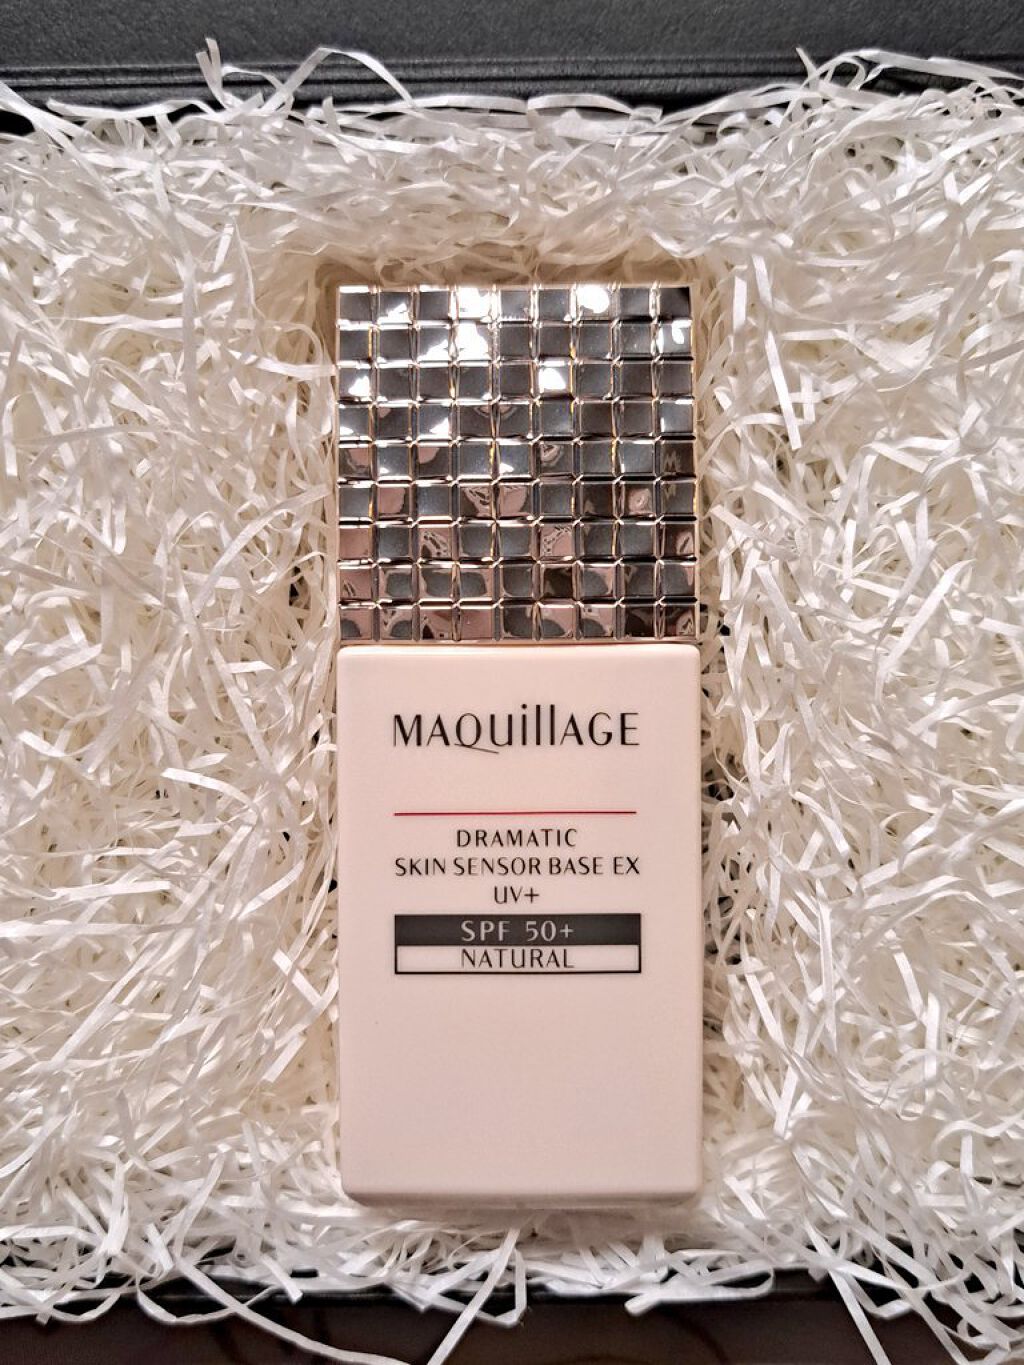 MAQuillAGE
DRAMATIC
SKIN SENSOR BASE EX
UV+
SPF 50+
NATURAL